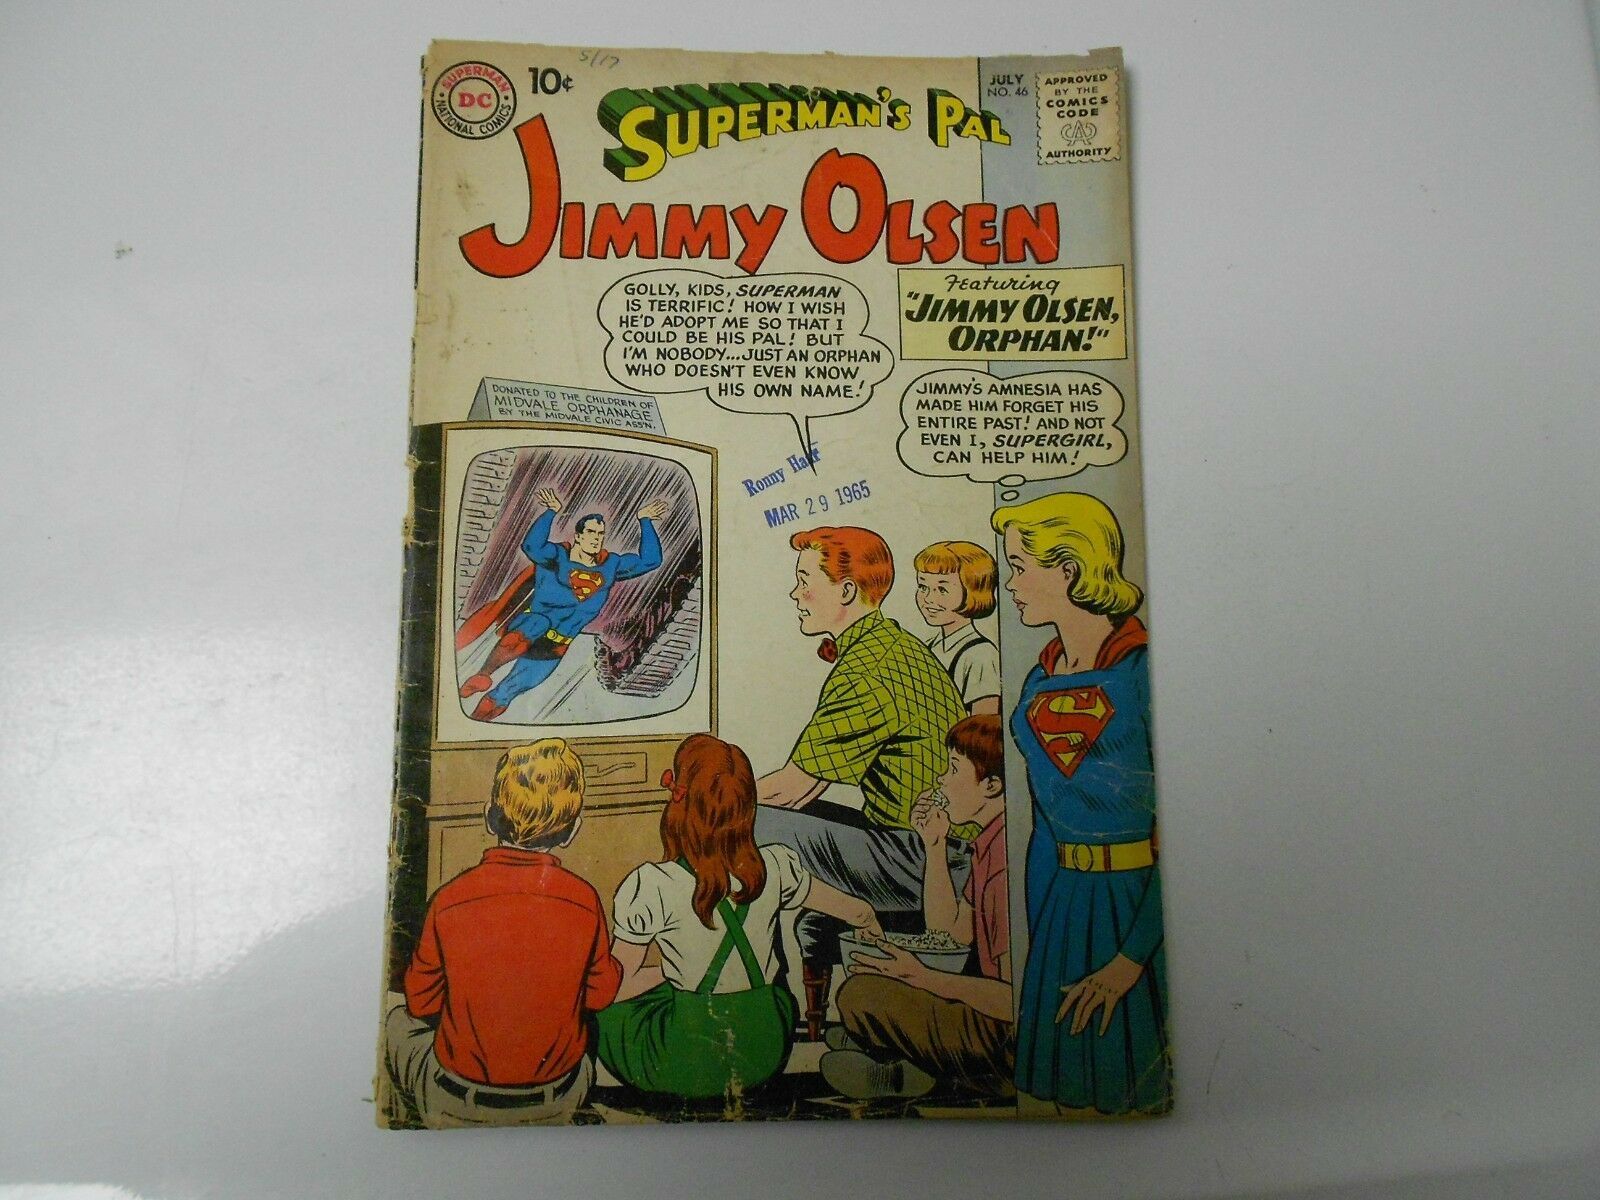 5/17
SUPERMAN
DC
NATIONAL COMICS
10¢
SUPERMAN'S PAL
JIMMY OLSEN
JULY
NO. 46
APPROVED
BY THE
COMICS
CODE
CA
AUTHORITY
Featuring
"JIMMY OLSEN,
ORPHAN!"
GOLLY, KIDS, SUPERMAN
IS TERRIFIC! HOW I WISH
HE'D ADOPT ME SO THAT I
COULD BE HIS PAL! BUT
I'M NOBODY...JUST AN ORPHAN
WHO DOESN'T EVEN KNOW
HIS OWN NAME!
JIMMY'S AMNESIA HAS
MADE HIM FORGET HIS
ENTIRE PAST! AND NOT
EVEN I, SUPERGIRL,
CAN HELP HIM!
DONATED TO THE CHILDREN OF
MIDVALE ORPHANAGE
BY THE MIDVALE CIVIC ASS'N.
Ronny
MAR 29 1965
S
S